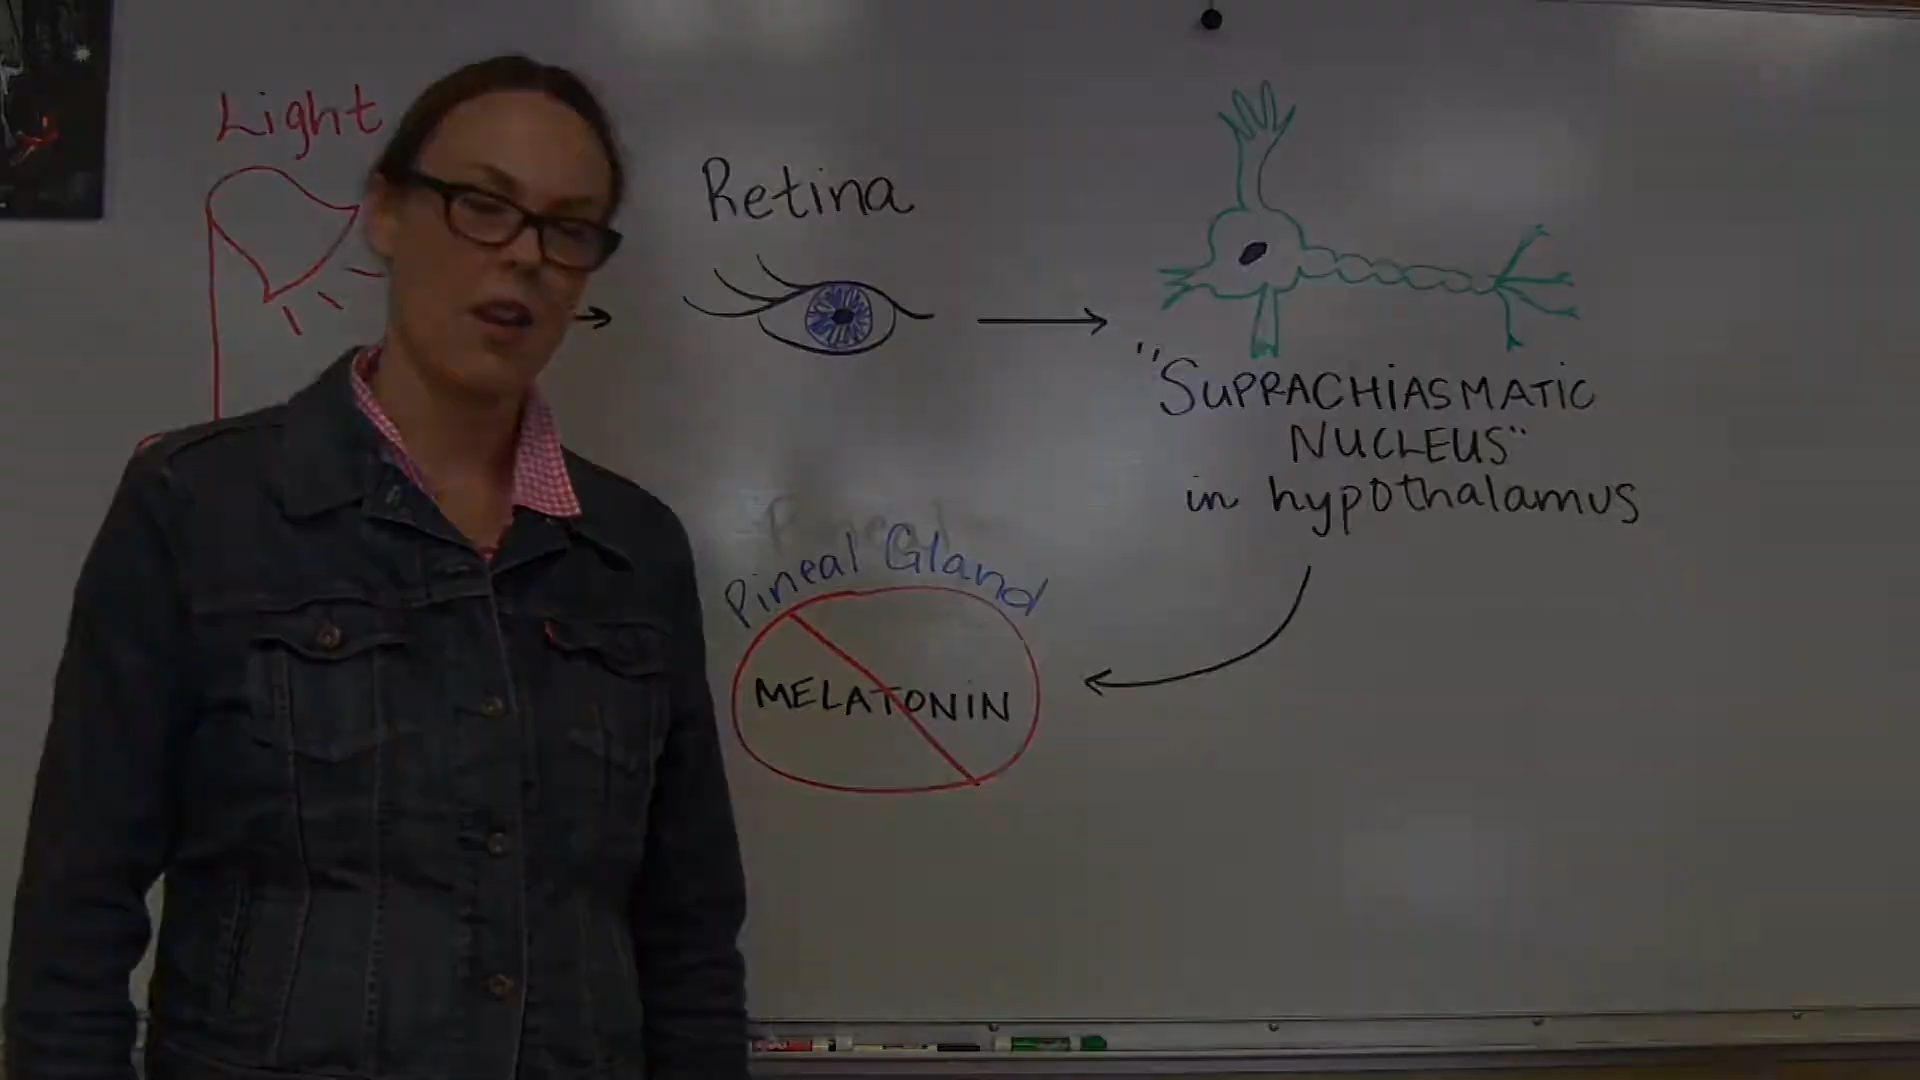 Light
Retina
"SUPRACHIASMATIC
NUCLEUS"
in hypothalamus
Pineal Gland
MELATONIN